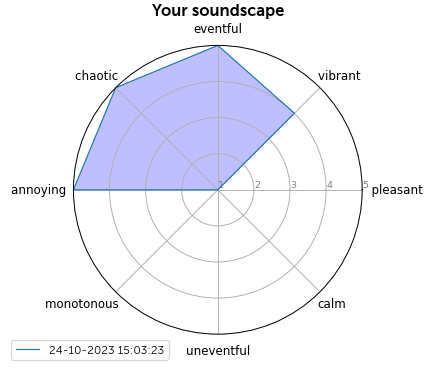 Your soundscape
eventful
chaotic
vibrant
annoying
1 2 3 4 5
pleasant
monotonous
calm
24-10-2023 15:03:23
uneventful